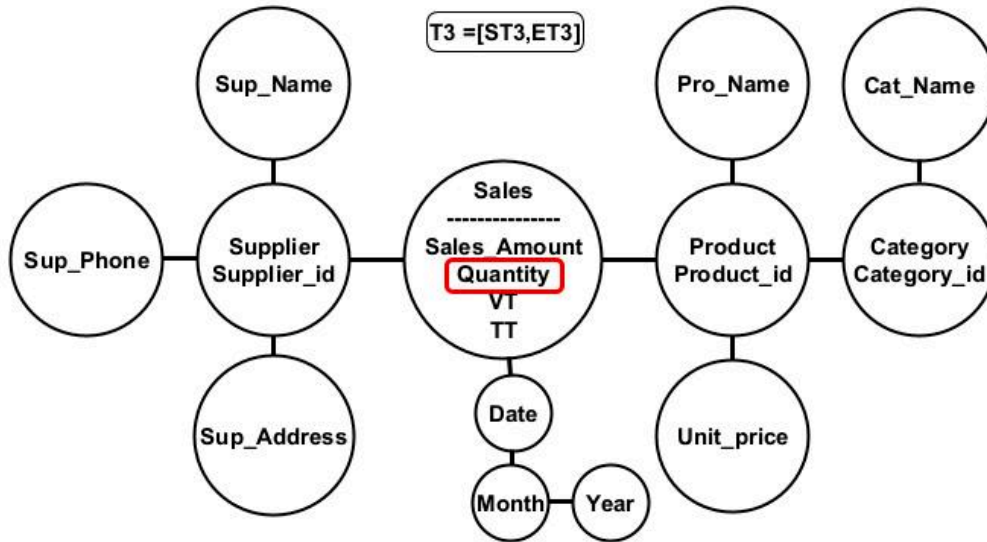 T3 =[ST3,ET3]
Sup_Name
Pro_Name
Cat_Name
Sales
---------------
Sales_Amount
Quantity
VT
TT
Sup_Phone
Supplier
Supplier_id
Product
Product_id
Category
Category_id
Date
Sup_Address
Unit_price
Month
Year